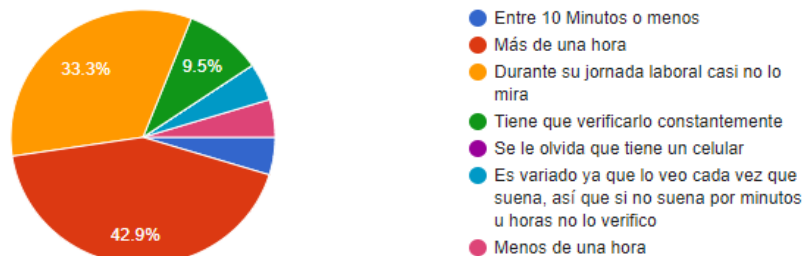 33.3%
9.5%
42.9%
Entre 10 Minutos o menos
Más de una hora
Durante su jornada laboral casi no lo
mira
Tiene que verificarlo constantemente
Se le olvida que tiene un celular
Es variado ya que lo veo cada vez que
suena, así que si no suena por minutos
u horas no lo verifico
Menos de una hora